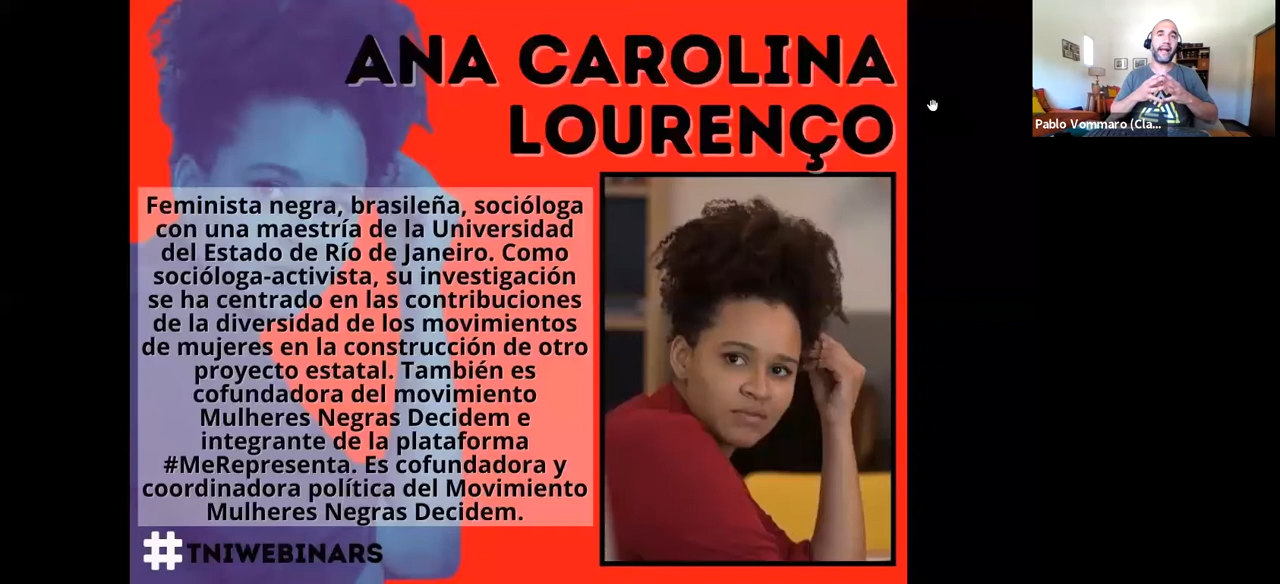 ANA CAROLINA
LOURENÇO
Feminista negra, brasileña, socióloga
con una maestría de la Universidad
del Estado de Río de Janeiro. Como
socióloga-activista, su investigación
se ha centrado en las contribuciones
de la diversidad de los movimientos
de mujeres en la construcción de otro
proyecto estatal. También es
cofundadora del movimiento
Mulheres Negras Decidem e
integrante de la plataforma
#MeRepresenta. Es cofundadora y
coordinadora política del Movimiento
Mulheres Negras Decidem.
#TNIWEBINARS
Pablo Vommaro (Cla...